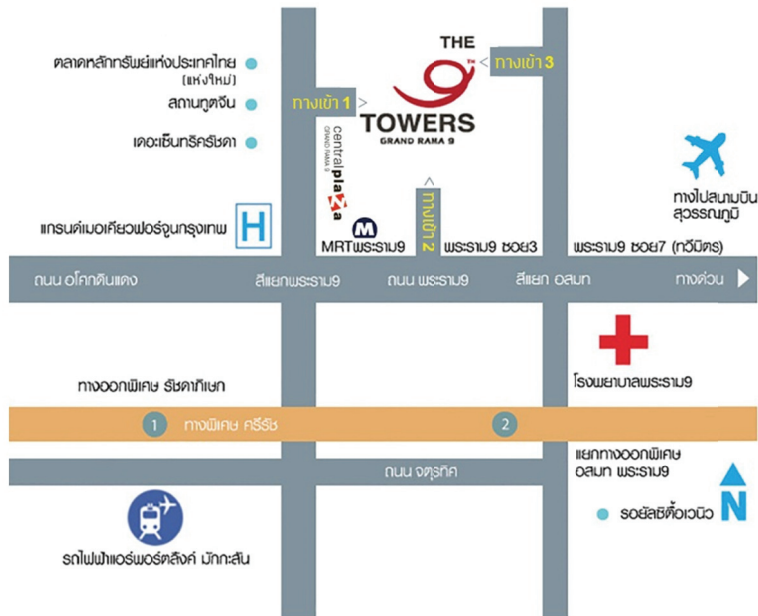 THE
9
TM
TOWERS
GRAND RAMA 9
ทางเข้า 3
ทางเข้า 1
ทางเข้า 2
ตลาดหลักทรัพย์แห่งประเทศไทย
(แห่งใหม่)
สถานทูตจีน
เดอะเซ็นทริครัชดา
centralplaza
GRAND RAMA 9
แกรนด์เมอเคียวฟอร์จูนกรุงเทพ
H
M
MRTพระราม9
พระราม9 ซอย3
พระราม9 ซอย7 (ทวีมิตร)
ทางไปสนามบิน
สุวรรณภูมิ
ถนน อโศกดินแดง
สี่แยกพระราม9
ถนน พระราม9
สี่แยก อสมท
ทางด่วน
โรงพยาบาลพระราม9
ทางออกพิเศษ รัชดาภิเษก
1
ทางพิเศษ ศรีรัช
2
แยกทางออกพิเศษ
อสมท พระราม9
ถนน จตุรทิศ
รอยัลซิตี้อเวนิว
N
รถไฟฟ้าแอร์พอร์ตลิงค์ มักกะสัน